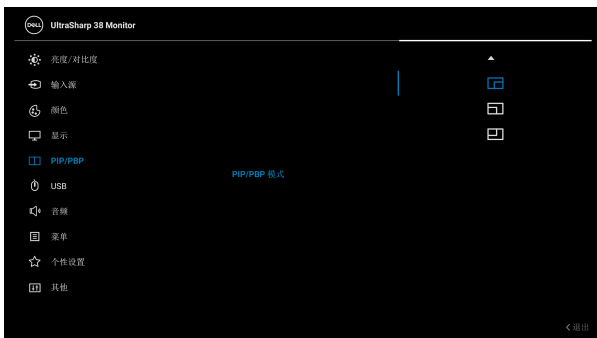 DELL
UltraSharp 38 Monitor
亮度/对比度
输入源
颜色
显示
PIP/PBP
PIP/PBP 模式
USB
音频
菜单
个性设置
其他
退出